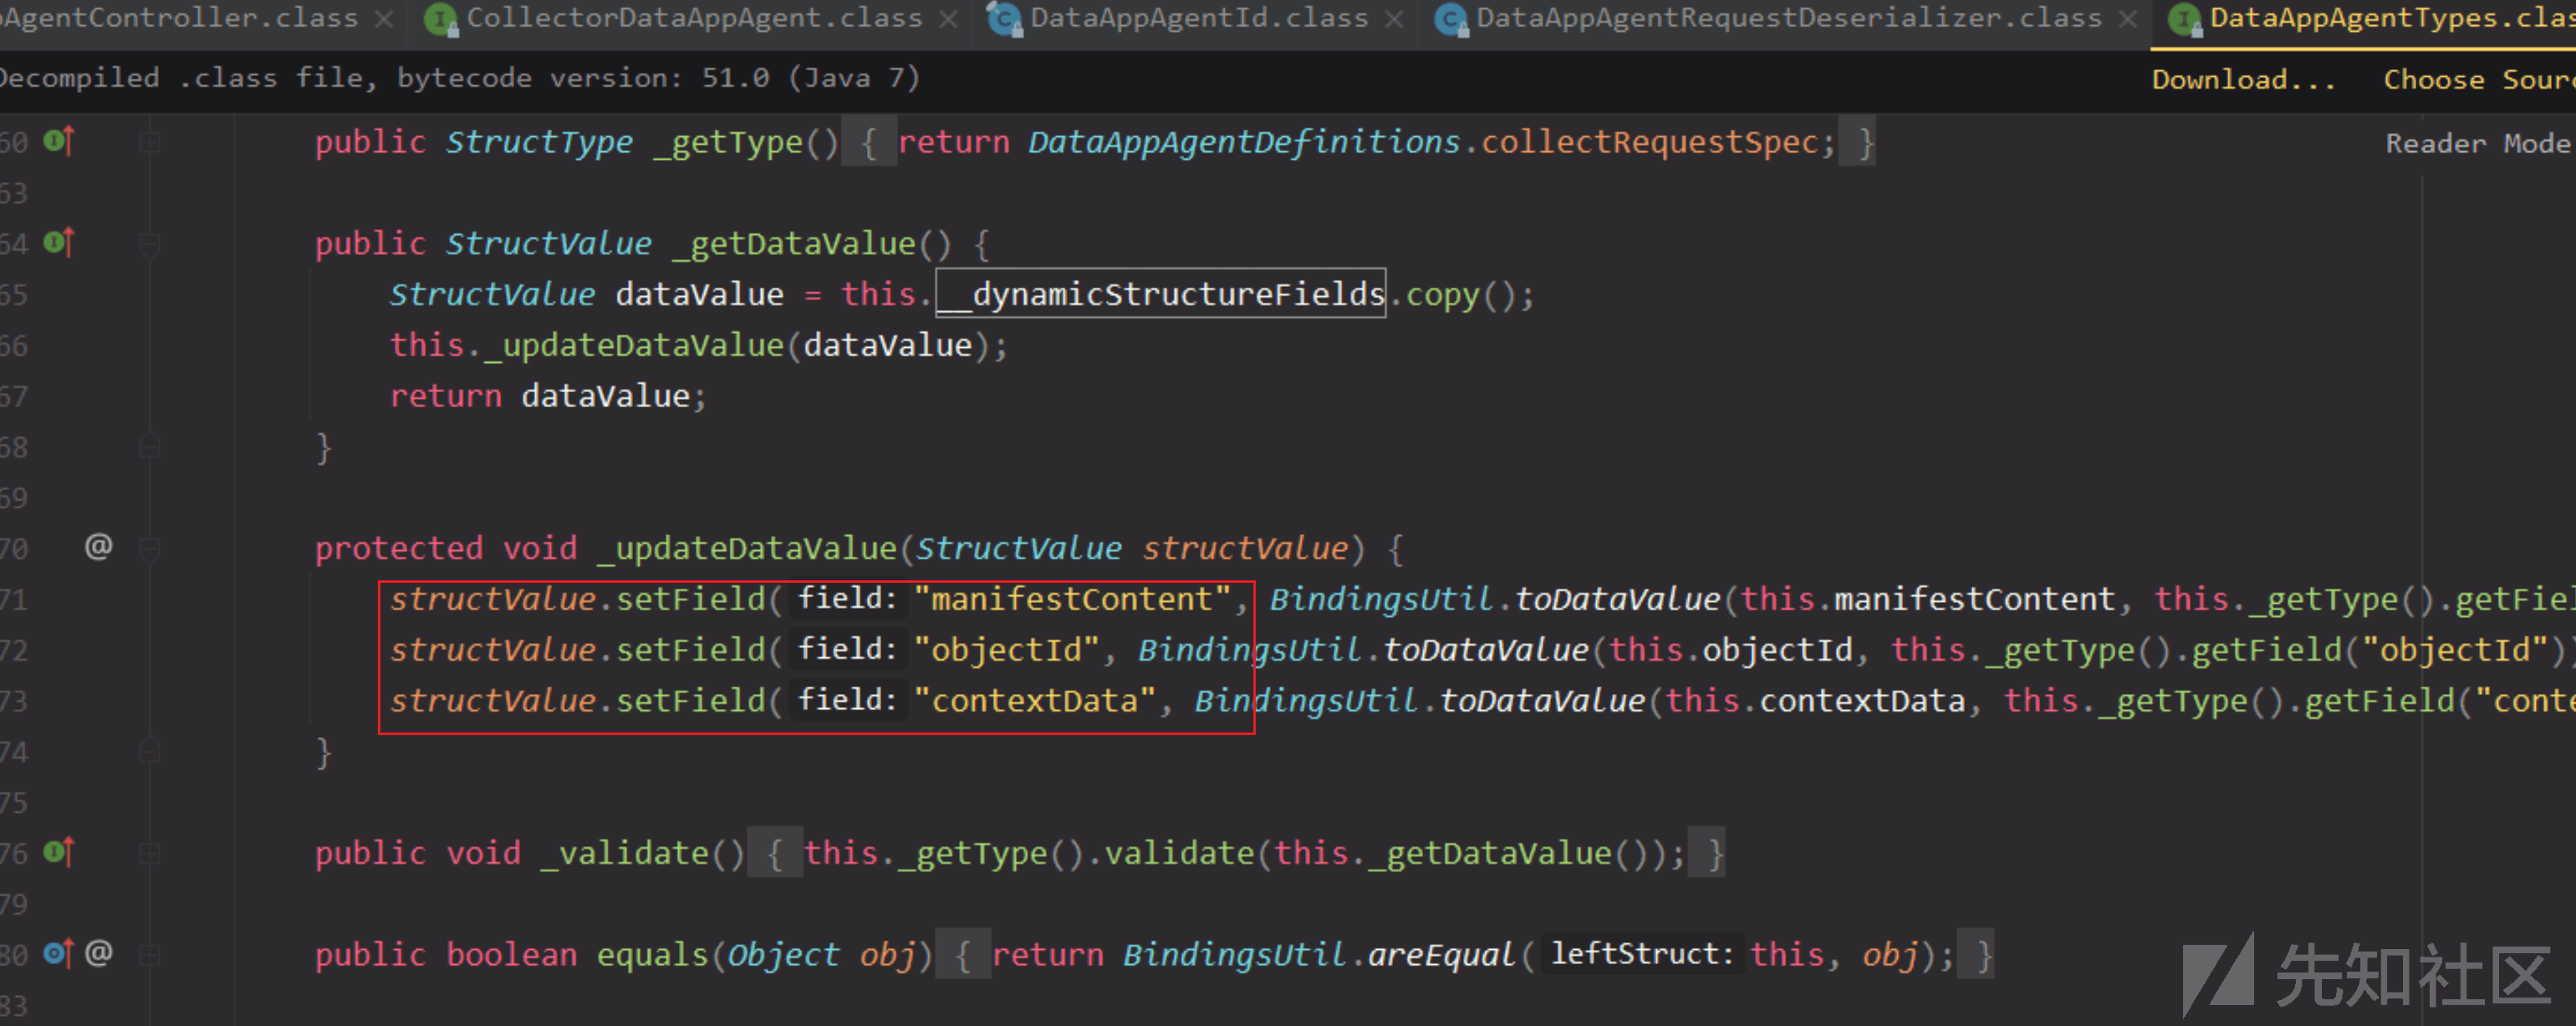 AgentController.class CollectorDataAppAgent.class DataAppAgentId.class DataAppAgentRequestDeserializer.class DataAppAgentTypes.clas
Decompiled .class file, bytecode version: 51.0 (Java 7) Download... Choose Sourc
60 public StructType _getType() { return DataAppAgentDefinitions.collectRequestSpec; } Reader Mode
63
64 public StructValue _getDataValue() {
65 StructValue dataValue = this.__dynamicStructureFields.copy();
66 this._updateDataValue(dataValue);
67 return dataValue;
68 }
69
70 @ protected void _updateDataValue(StructValue structValue) {
71 structValue.setField( field: "manifestContent", BindingsUtil.toDataValue(this.manifestContent, this._getType().getFiel
72 structValue.setField( field: "objectId", BindingsUtil.toDataValue(this.objectId, this._getType().getField("objectId"))
73 structValue.setField( field: "contextData", BindingsUtil.toDataValue(this.contextData, this._getType().getField("conte
74 }
75
76 public void _validate() { this._getType().validate(this._getDataValue()); }
79
80 @ public boolean equals(Object obj) { return BindingsUtil.areEqual( leftStruct: this, obj); }
83
先知社区